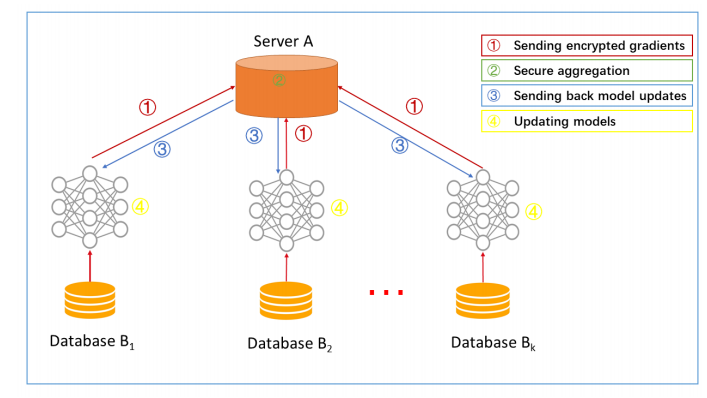 Server A
① Sending encrypted gradients
② Secure aggregation
③ Sending back model updates
④ Updating models
②
① ①
③ ① ③
④ ④ ④
...
Database B₁ Database B₂ Database Bₖ